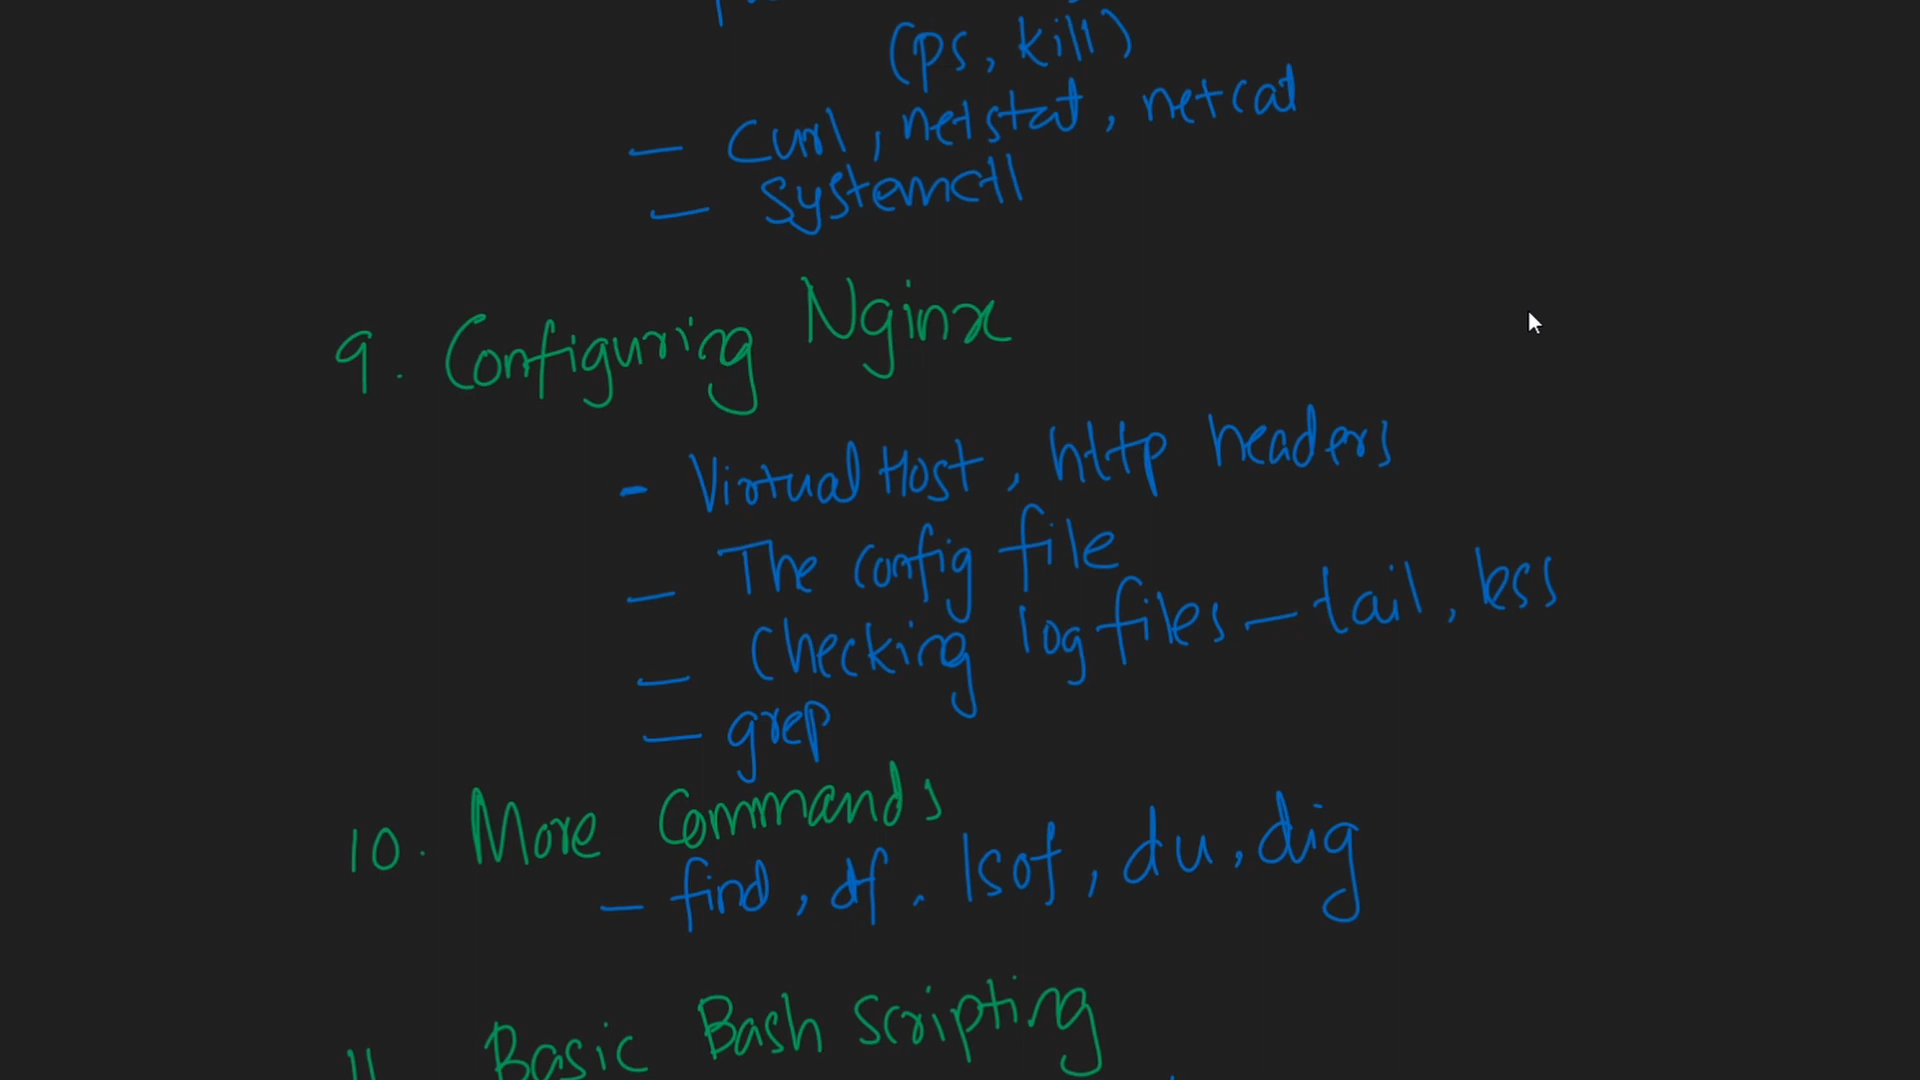 (ps, kill)
— Curl, netstat, netcat
— Systemctl
9. Configuring Nginx
- Virtual Host, http headers
— The config file
— Checking log files — tail, less
— grep
10. More Commands
— find, df, lsof, du, dig
11. Basic Bash Scripting